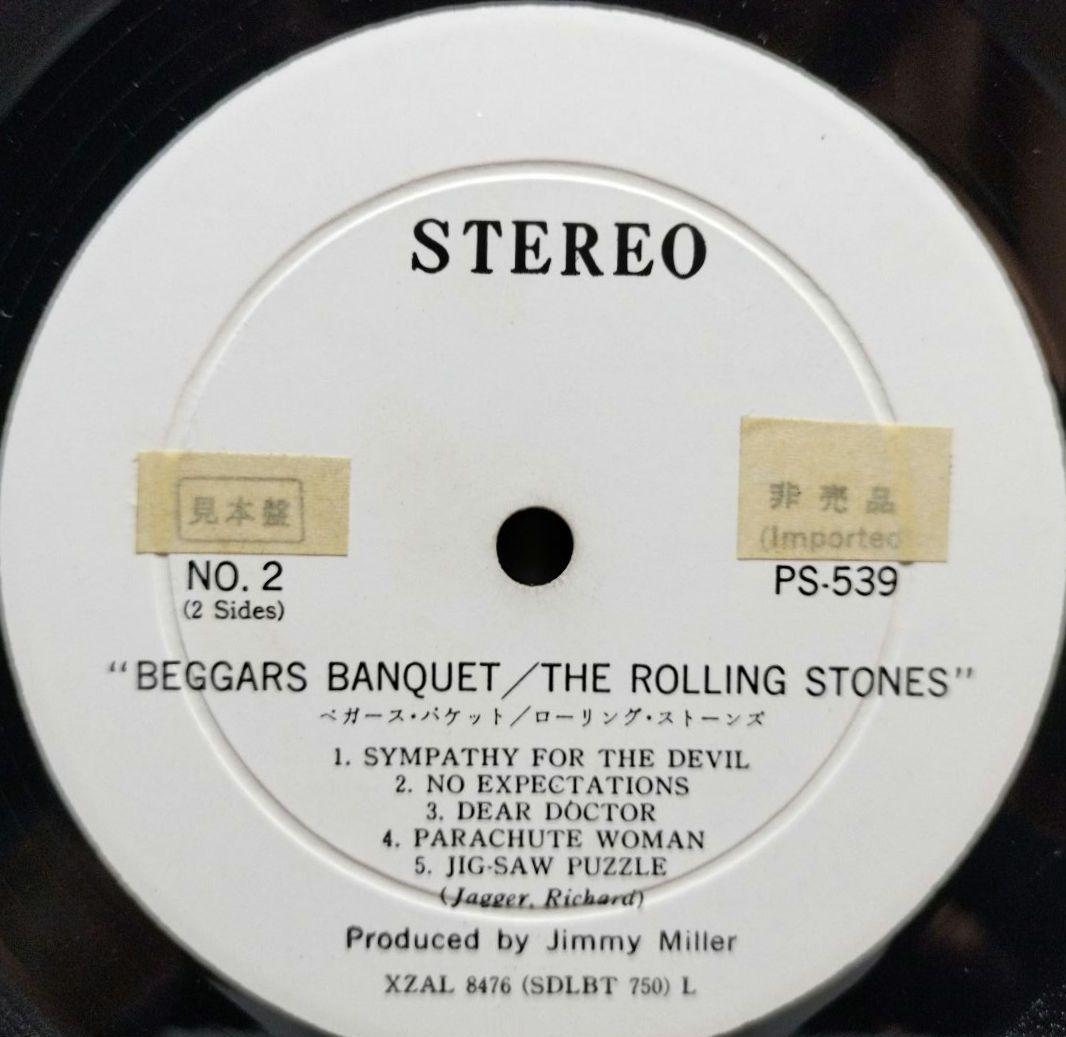 STEREO
見本盤
非売品
(Imported
NO. 2
(2 Sides)
PS-539
“BEGGARS BANQUET/THE ROLLING STONES”
ベガース・バケット/ローリング・ストーンズ
1. SYMPATHY FOR THE DEVIL
2. NO EXPECTATIONS
3. DEAR DOCTOR
4. PARACHUTE WOMAN
5. JIG-SAW PUZZLE
(Jagger, Richard)
Produced by Jimmy Miller
XZAL 8476 (SDLBT 750) L